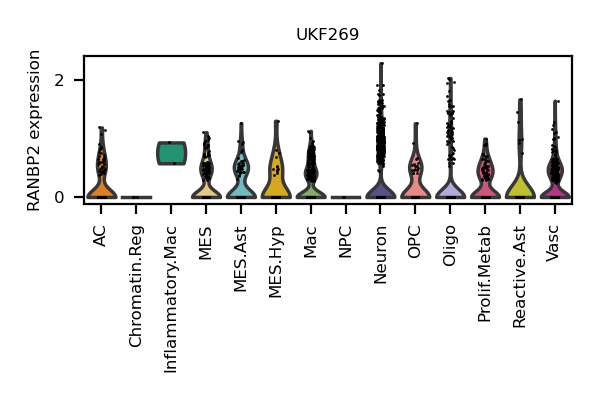 UKF269
RANBP2 expression
2
0
AC
Chromatin.Reg
Inflammatory.Mac
MES
MES.Ast
MES.Hyp
Mac
NPC
Neuron
OPC
Oligo
Prolif.Metab
Reactive.Ast
Vasc